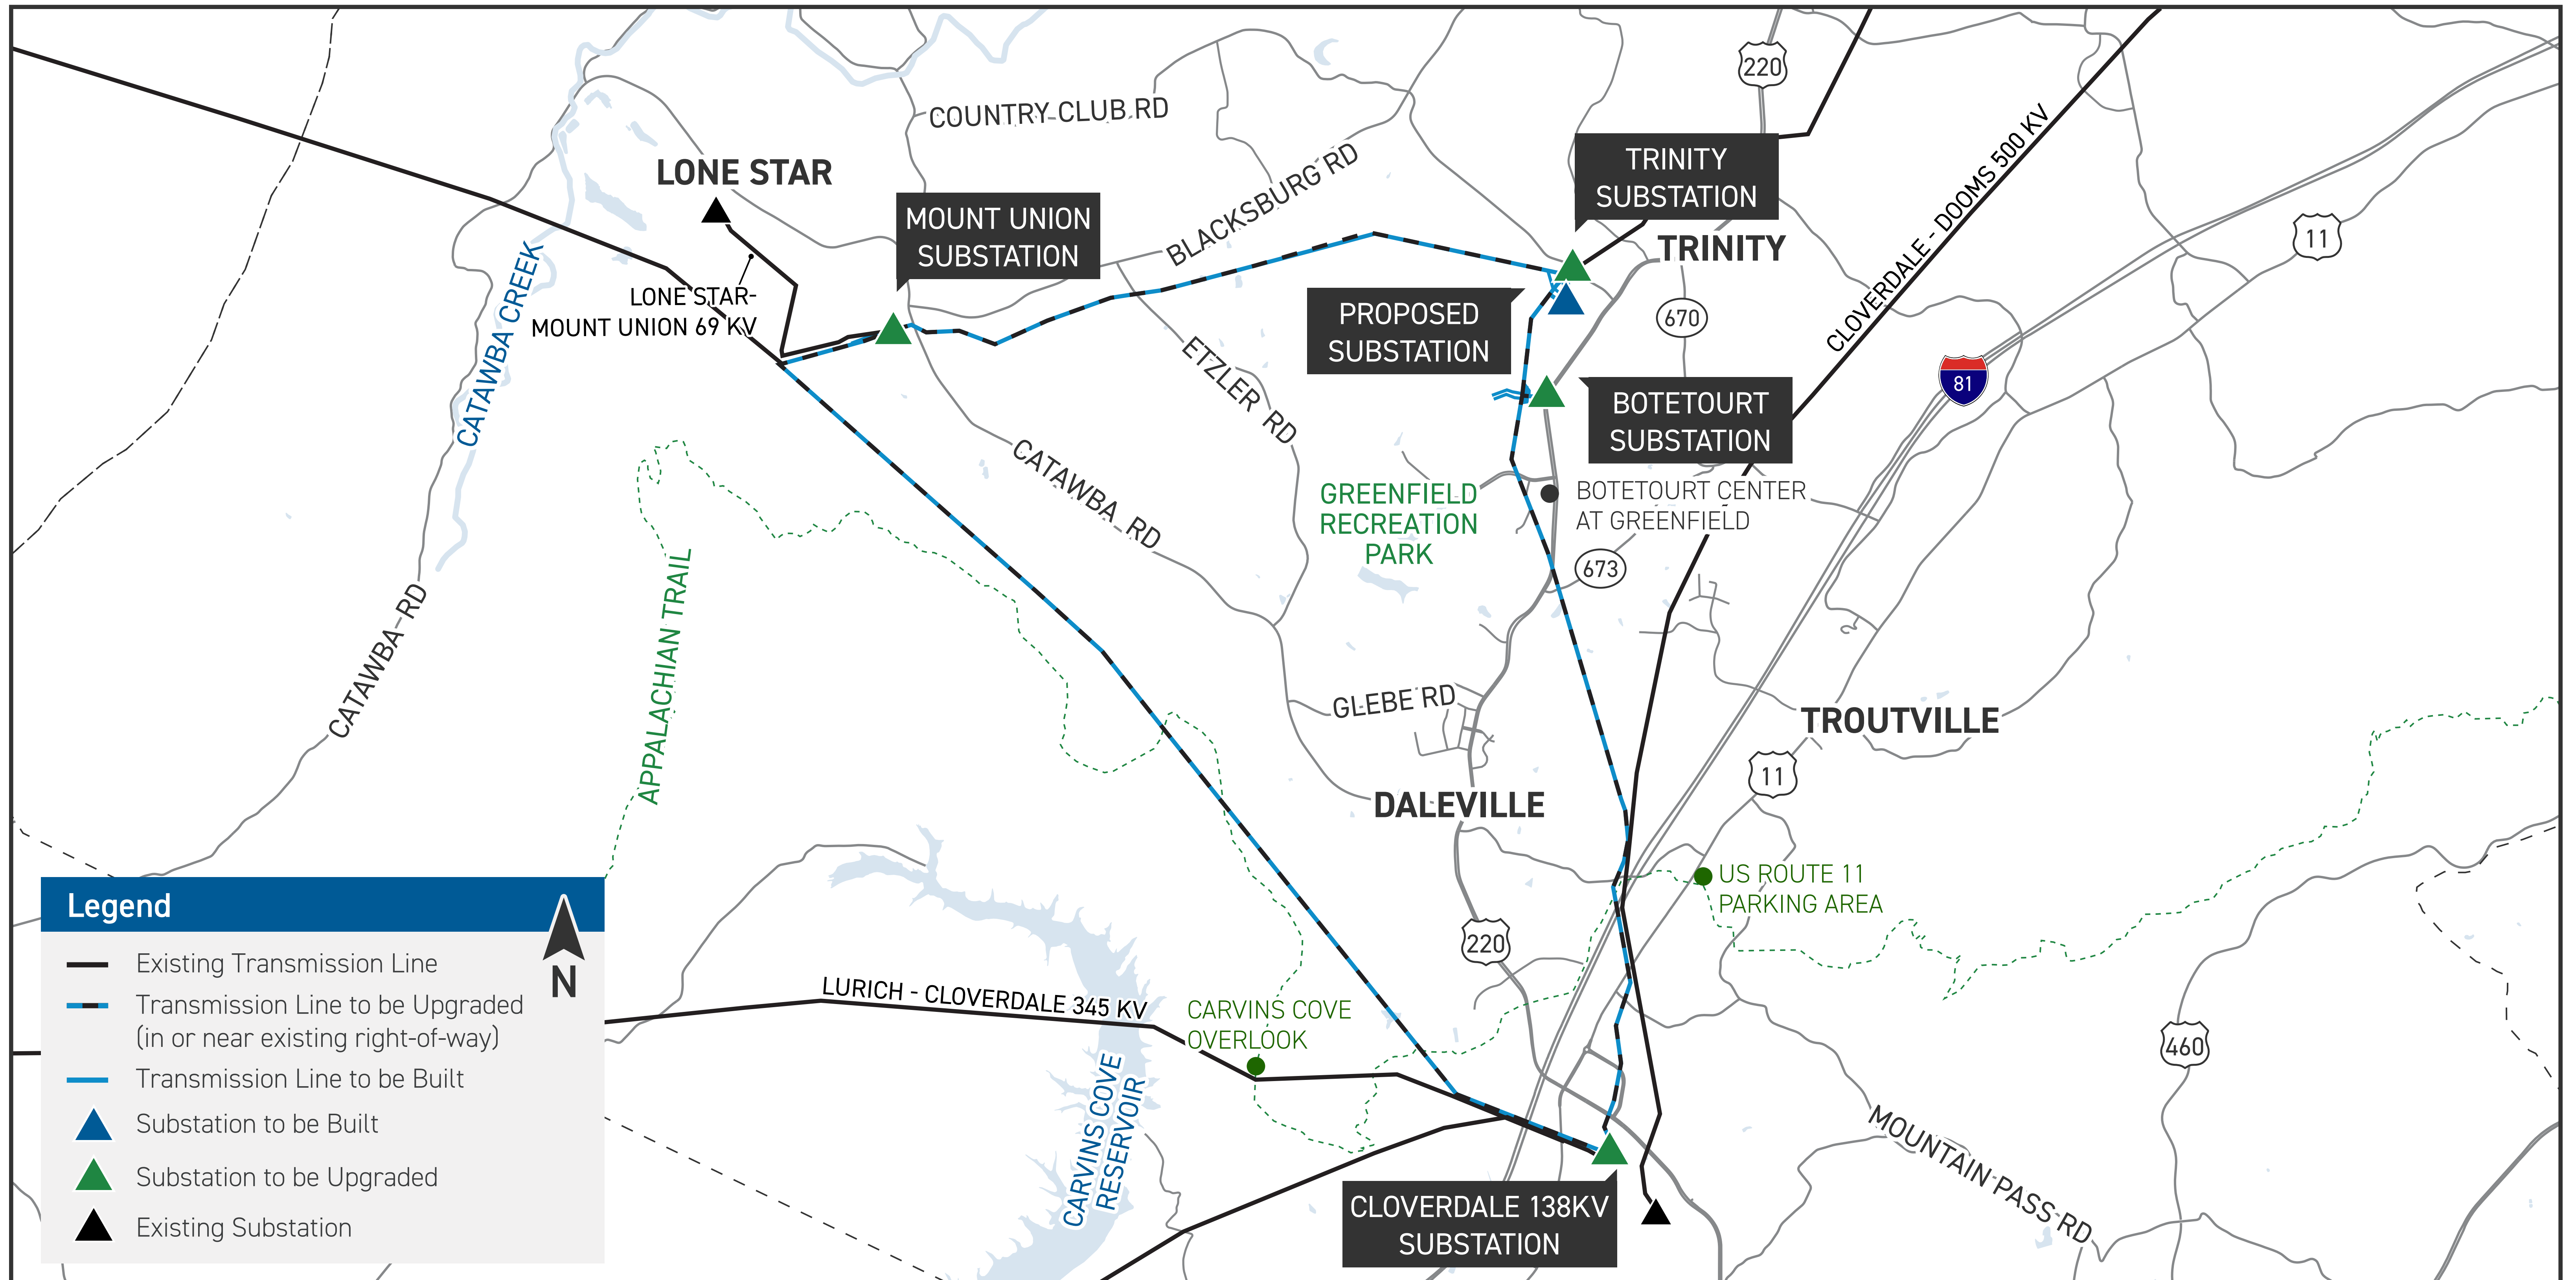 220
COUNTRY CLUB RD
TRINITY
SUBSTATION
CLOVERDALE - DOOMS 500 KV
LONE STAR
BLACKSBURG RD
MOUNT UNION
SUBSTATION
11
TRINITY
CATAWBA CREEK
LONE STAR-
MOUNT UNION 69 KV
PROPOSED
SUBSTATION
670
ETZLER RD
81
BOTETOURT
SUBSTATION
CATAWBA RD
GREENFIELD
RECREATION
PARK
BOTETOURT CENTER
AT GREENFIELD
673
CATAWBA RD
APPALACHIAN TRAIL
GLEBE RD
TROUTVILLE
11
DALEVILLE
US ROUTE 11
PARKING AREA
220
LURICH - CLOVERDALE 345 KV
CARVINS COVE
OVERLOOK
460
CARVINS COVE
RESERVOIR
MOUNTAIN PASS RD
CLOVERDALE 138KV
SUBSTATION
Legend
N
Existing Transmission Line
Transmission Line to be Upgraded
(in or near existing right-of-way)
Transmission Line to be Built
Substation to be Built
Substation to be Upgraded
Existing Substation